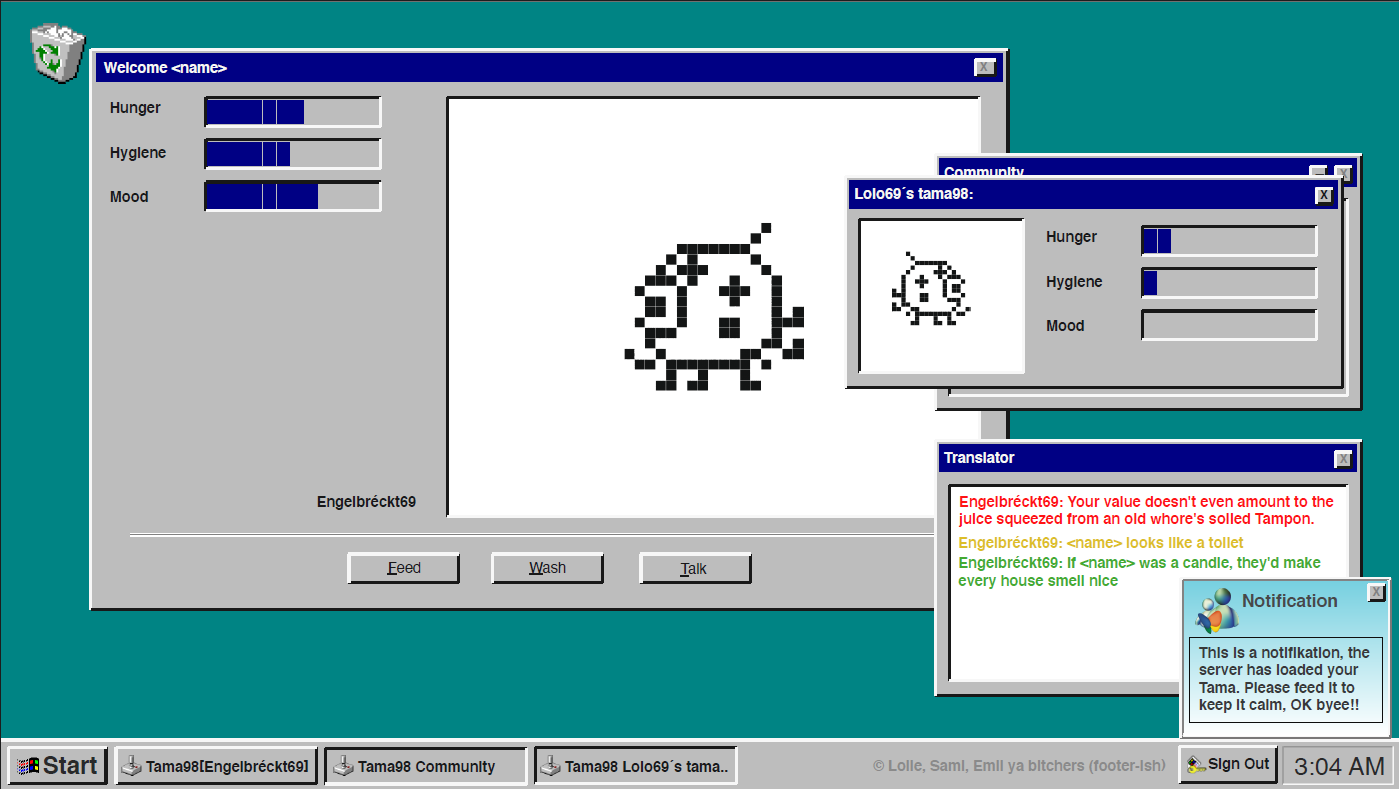 Welcome <name>
X
Hunger
Hygiene
Mood
Engelbréckt69
Feed
Wash
Talk
Community
X
Lolo69´s tama98:
X
Hunger
Hygiene
Mood
Translator
X
Engelbréckt69: Your value doesn't even amount to the
juice squeezed from an old whore's soiled Tampon.
Engelbréckt69: <name> looks like a toilet
Engelbréckt69: If <name> was a candle, they'd make
every house smell nice
Notification
X
This is a notifikation, the
server has loaded your
Tama. Please feed it to
keep it calm, OK byee!!
Start
Tama98[Engelbréckt69]
Tama98 Community
Tama98 Lolo69´s tama..
© Lolle, Sami, Emil ya bitchers (footer-ish)
Sign Out
3:04 AM